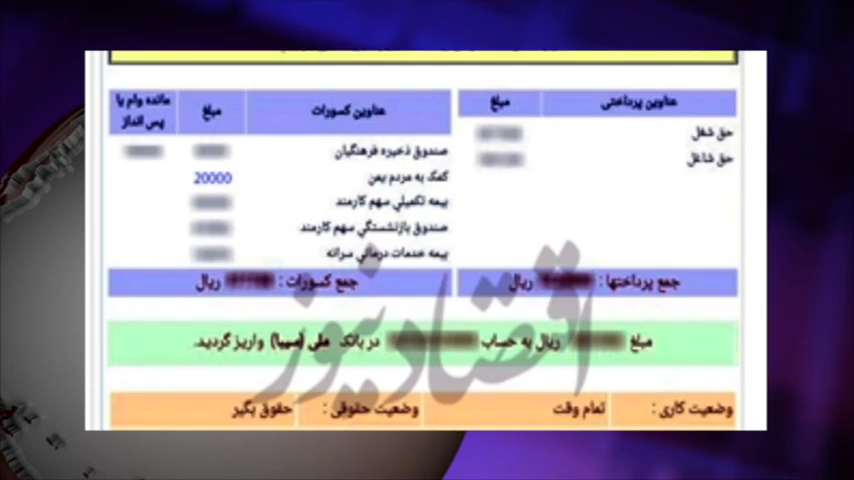 عناوین پرداختی مبلغ
حق شغل
حق شاغل
جمع پرداختها : ریال
عناوین کسورات مبلغ مانده وام یا پس انداز
صندوق ذخیره فرهنگیان
کمک به مردم یمن 20000
بیمه تکمیلی سهم کارمند
صندوق بازنشستگی سهم کارمند
بیمه خدمات درمانی سرانه
جمع کسورات : ریال
مبلغ ریال به حساب در بانک ملی (سیبا) واریز گردید.
وضعیت کاری : تمام وقت وضعیت حقوقی : حقوق بگیر
اقتصادنیوز